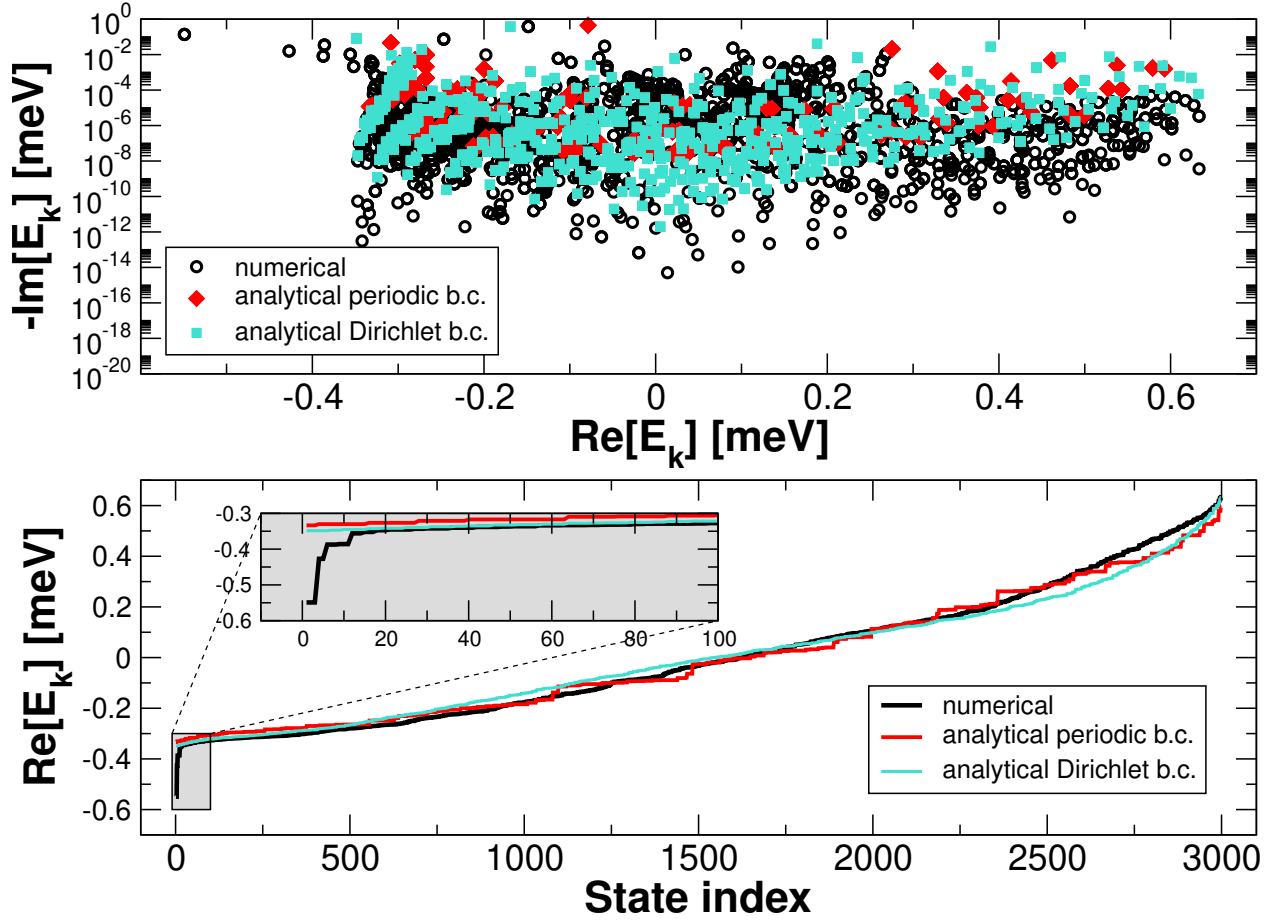 10^0
10^-2
10^-4
10^-6
10^-8
10^-10
10^-12
10^-14
10^-16
10^-18
10^-20
-Im[E_k] [meV]
numerical
analytical periodic b.c.
analytical Dirichlet b.c.
-0.4 -0.2 0 0.2 0.4 0.6
Re[E_k] [meV]
0.6
0.4
0.2
0
-0.2
-0.4
-0.6
Re[E_k] [meV]
-0.3
-0.4
-0.5
-0.6
0 20 40 60 80 100
numerical
analytical periodic b.c.
analytical Dirichlet b.c.
0 500 1000 1500 2000 2500 3000
State index